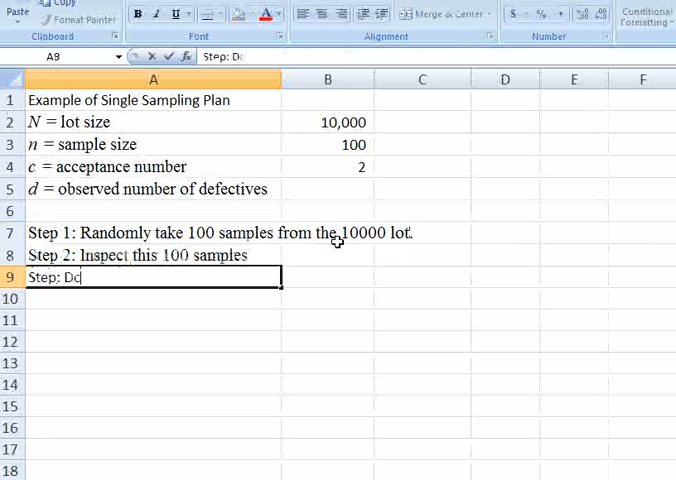 Copy
Paste
Format Painter
B I U
A
Merge & Center
$ % ,
Conditional
Formatting
Clipboard
Font
Alignment
Number
A9
fx
Step: Dc
A B C D E F
1 Example of Single Sampling Plan
2 N = lot size 10,000
3 n = sample size 100
4 c = acceptance number 2
5 d = observed number of defectives
6
7 Step 1: Randomly take 100 samples from the 10000 lot.
8 Step 2: Inspect this 100 samples
9 Step: Dc
10
11
12
13
14
15
16
17
18